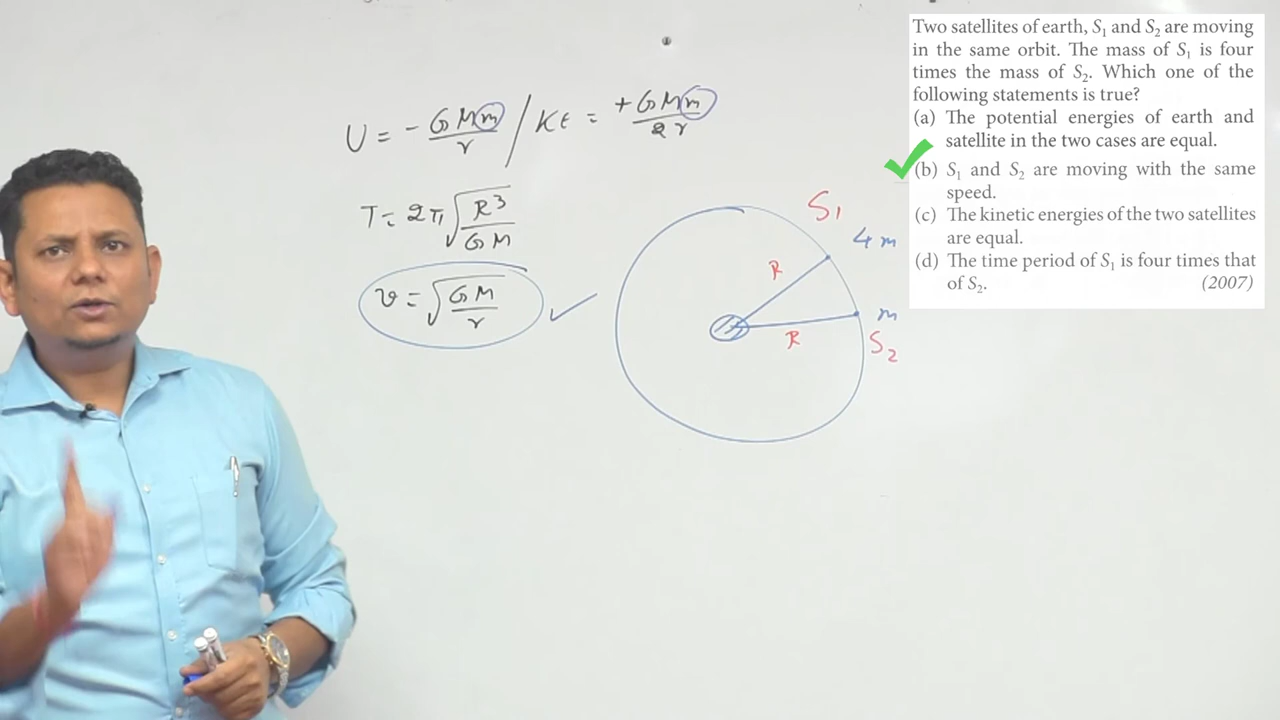 U = - GMm/r / KE = +GMm/2r
T = 2π√(R³/GM)
v = √(GM/r)
S₁
4m
R
m
R
S₂
Two satellites of earth, S₁ and S₂ are moving
in the same orbit. The mass of S₁ is four
times the mass of S₂. Which one of the
following statements is true?
(a) The potential energies of earth and
satellite in the two cases are equal.
(b) S₁ and S₂ are moving with the same
speed.
(c) The kinetic energies of the two satellites
are equal.
(d) The time period of S₁ is four times that
of S₂. (2007)